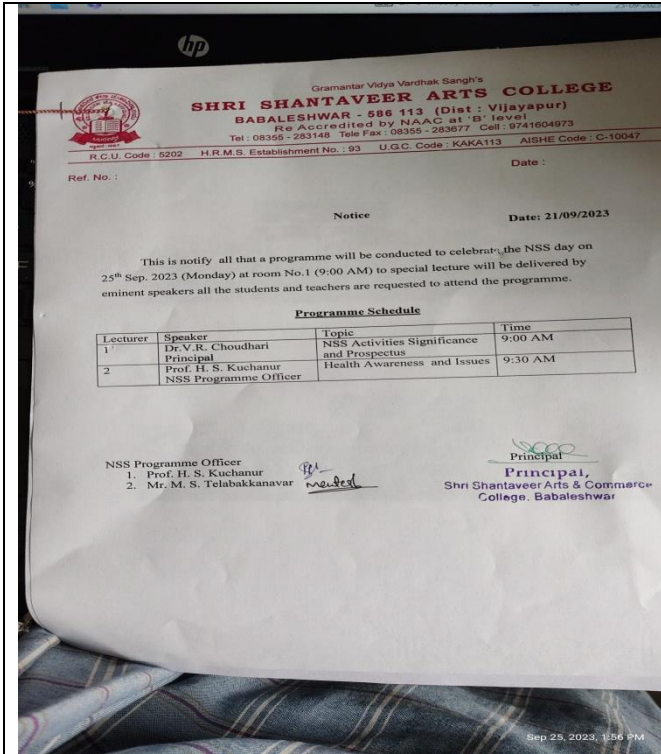 hp
Gramantar Vidya Vardhak Sangh's
SHRI SHANTAVEER ARTS COLLEGE
BABALESHWAR - 586 113 (Dist : Vijayapur)
Re Accredited by NAAC at 'B' level
Tel : 08355 - 283148 Tele Fax : 08355 - 283677 Cell : 9741604973
R.C.U. Code : 5202 H.R.M.S. Establishment No. : 93 U.G.C. Code : KAKA113 AISHE Code : C-10047
Ref. No. : Date :
Notice Date: 21/09/2023
This is notify all that a programme will be conducted to celebrate the NSS day on
25th Sep. 2023 (Monday) at room No.1 (9:00 AM) to special lecture will be delivered by
eminent speakers all the students and teachers are requested to attend the programme.
Programme Schedule
Lecturer Speaker Topic Time
1 Dr.V.R. Choudhari NSS Activities Significance 9:00 AM
Principal and Prospectus
2 Prof. H. S. Kuchanur Health Awareness and Issues 9:30 AM
NSS Programme Officer
NSS Programme Officer Principal
1. Prof. H. S. Kuchanur Principal,
2. Mr. M. S. Telabakkanavar Shri Shantaveer Arts & Commerce
College, Babaleshwar
Sep 25, 2023, 1:56 PM